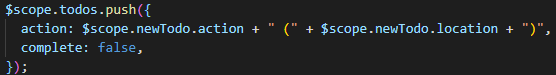 $scope.todos.push({
  action: $scope.newTodo.action + " (" + $scope.newTodo.location + ")",
  complete: false,
});